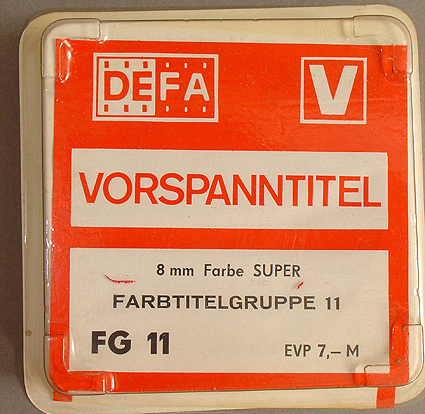 DEFA V
VORSPANNTITEL
8 mm Farbe SUPER
FARBTITELGRUPPE 11
FG 11 EVP 7,– M